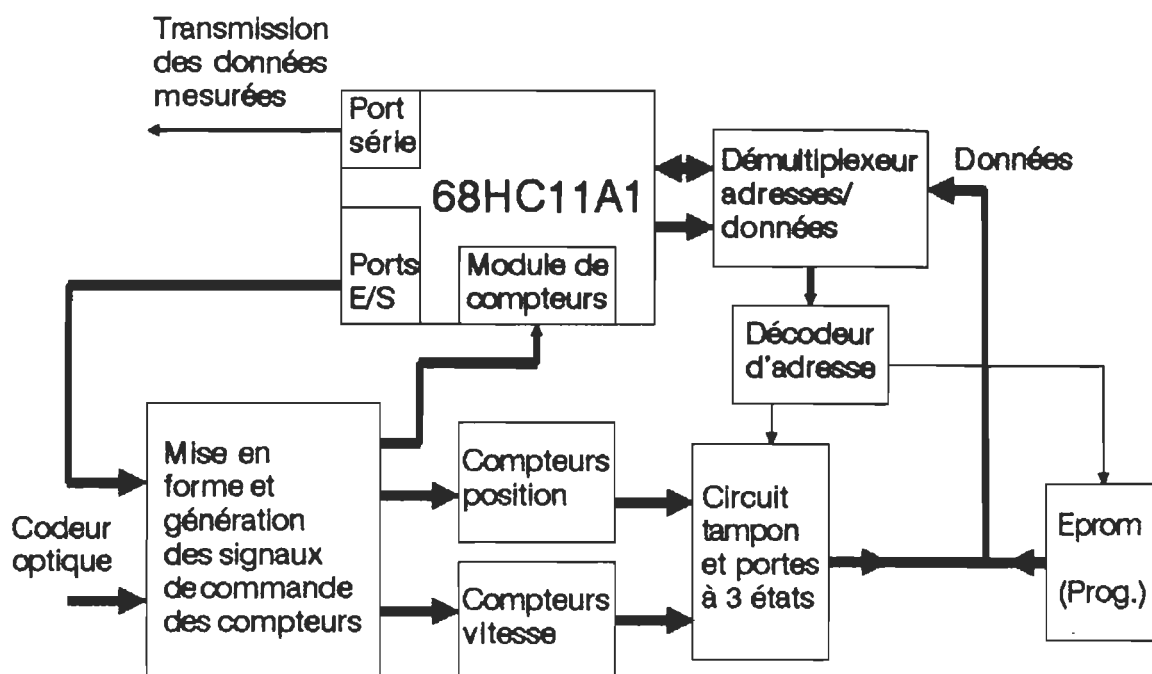 Transmission
des données
mesurées
Port
série
68HC11A1
Ports
E/S
Module de
compteurs
Démultiplexeur
adresses/
données
Données
Décodeur
d'adresse
Codeur
optique
Mise en
forme et
génération
des signaux
de commande
des compteurs
Compteurs
position
Compteurs
vitesse
Circuit
tampon
et portes
à 3 états
Eprom
(Prog.)